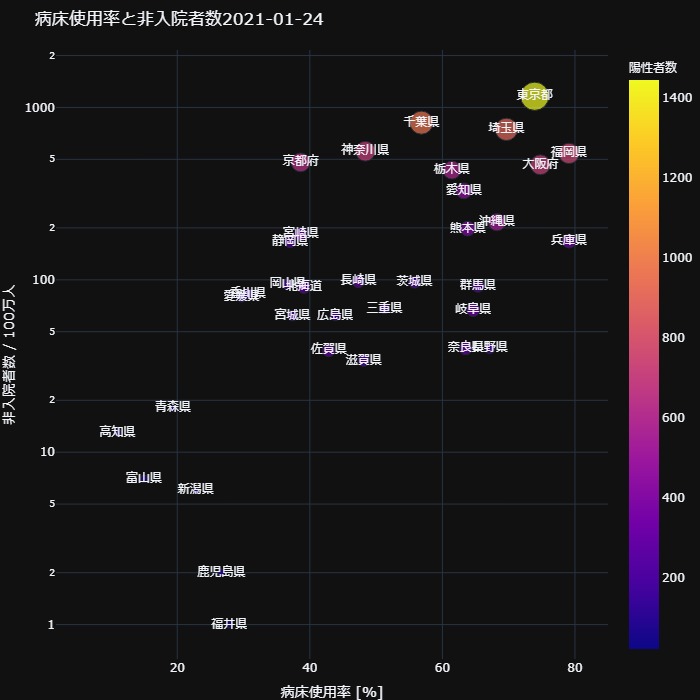 病床使用率と非入院者数2021-01-24
陽性者数
2
1000
5
2
100
5
2
10
5
2
1
非入院者数 / 100万人
東京都
千葉県
埼玉県
神奈川県
福岡県
京都府
大阪府
栃木県
愛知県
沖縄県
熊本県
宮崎県
静岡県
兵庫県
岡山県
北海道
長崎県
茨城県
群馬県
香川県
愛媛県
宮城県
広島県
三重県
岐阜県
佐賀県
滋賀県
奈良県
長野県
青森県
高知県
富山県
新潟県
鹿児島県
福井県
1400
1200
1000
800
600
400
200
20
40
60
80
病床使用率 [%]